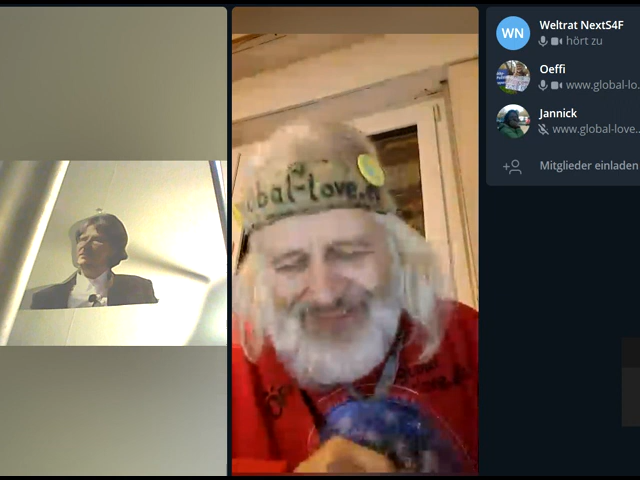 obal-love.
WN
Weltrat NextS4F
hört zu
Oeffi
www.global-lo.
Jannick
www.global-love..
Mitglieder einladen